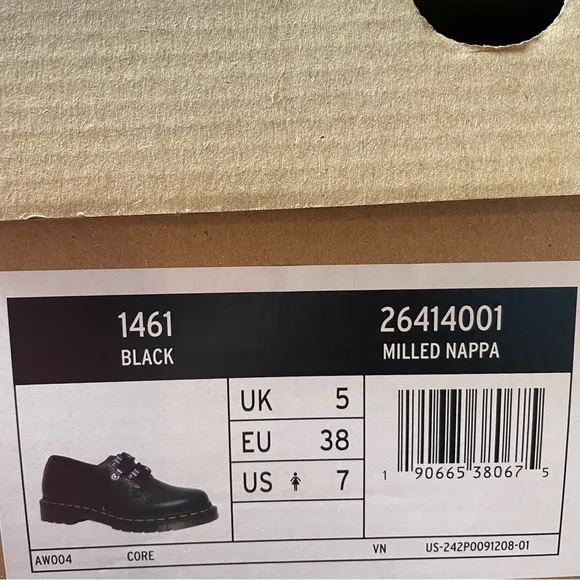 1461 26414001
BLACK MILLED NAPPA
UK 5
EU 38
US 7
1 90665 38067 5
AW004 CORE VN US-242P0091208-01